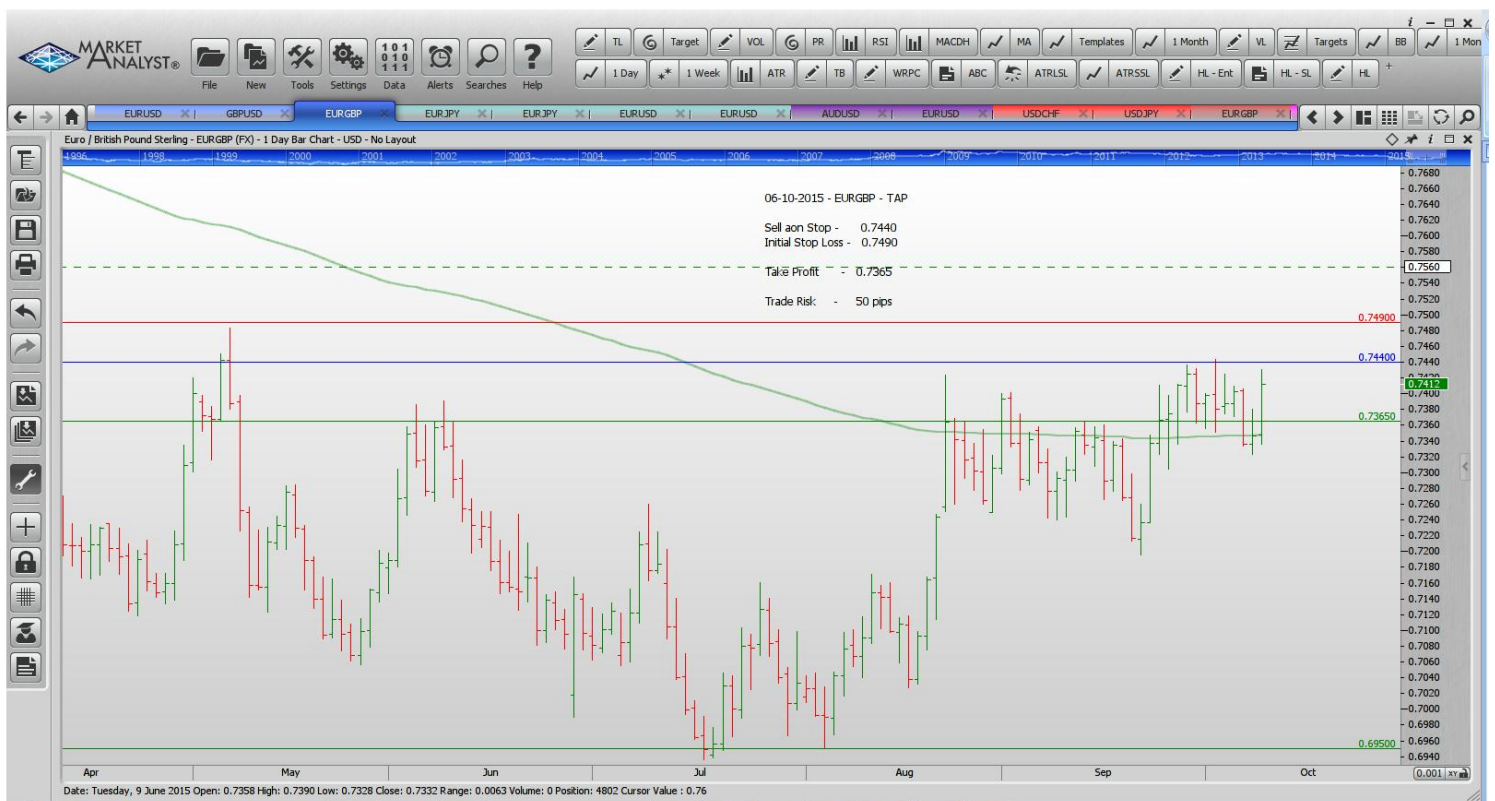 i
MARKET ANALYST®
File New Tools Settings Data Alerts Searches Help
101
010
111
TL Target VOL PR RSI MACDH MA Templates 1 Month VL Targets BB 1 Mon
1 Day 1 Week ATR TB WRPC ABC ATRLSL ATRSSL HL - Ent HL - SL HL +
EURUSD GBPUSD EURGBP EURJPY EURJPY EURUSD EURUSD AUDUSD EURUSD USDCHF USDJPY EURGBP
Euro / British Pound Sterling - EURGBP (FX) - 1 Day Bar Chart - USD - No Layout
1996 1998 1999 2000 2001 2002 2003 2004 2005 2006 2007 2008 2009 2010 2011 2012 2013 2014 2015
06-10-2015 - EURGBP - TAP
Sell aon Stop - 0.7440
Initial Stop Loss - 0.7490
Take Profit - 0.7365
Trade Risk - 50 pips
0.7680
0.7660
0.7640
0.7620
0.7600
0.7580
0.7560
0.7540
0.7520
0.7500
0.74900
0.7480
0.7460
0.74400
0.7440
0.7420
0.7412
0.7400
0.7380
0.73650
0.7360
0.7340
0.7320
0.7300
0.7280
0.7260
0.7240
0.7220
0.7200
0.7180
0.7160
0.7140
0.7120
0.7100
0.7080
0.7060
0.7040
0.7020
0.7000
0.6980
0.6960
0.69500
0.6940
Apr May Jun Jul Aug Sep Oct
0.001 XY
Date: Tuesday, 9 June 2015 Open: 0.7358 High: 0.7390 Low: 0.7328 Close: 0.7332 Range: 0.0063 Volume: 0 Position: 4802 Cursor Value : 0.76